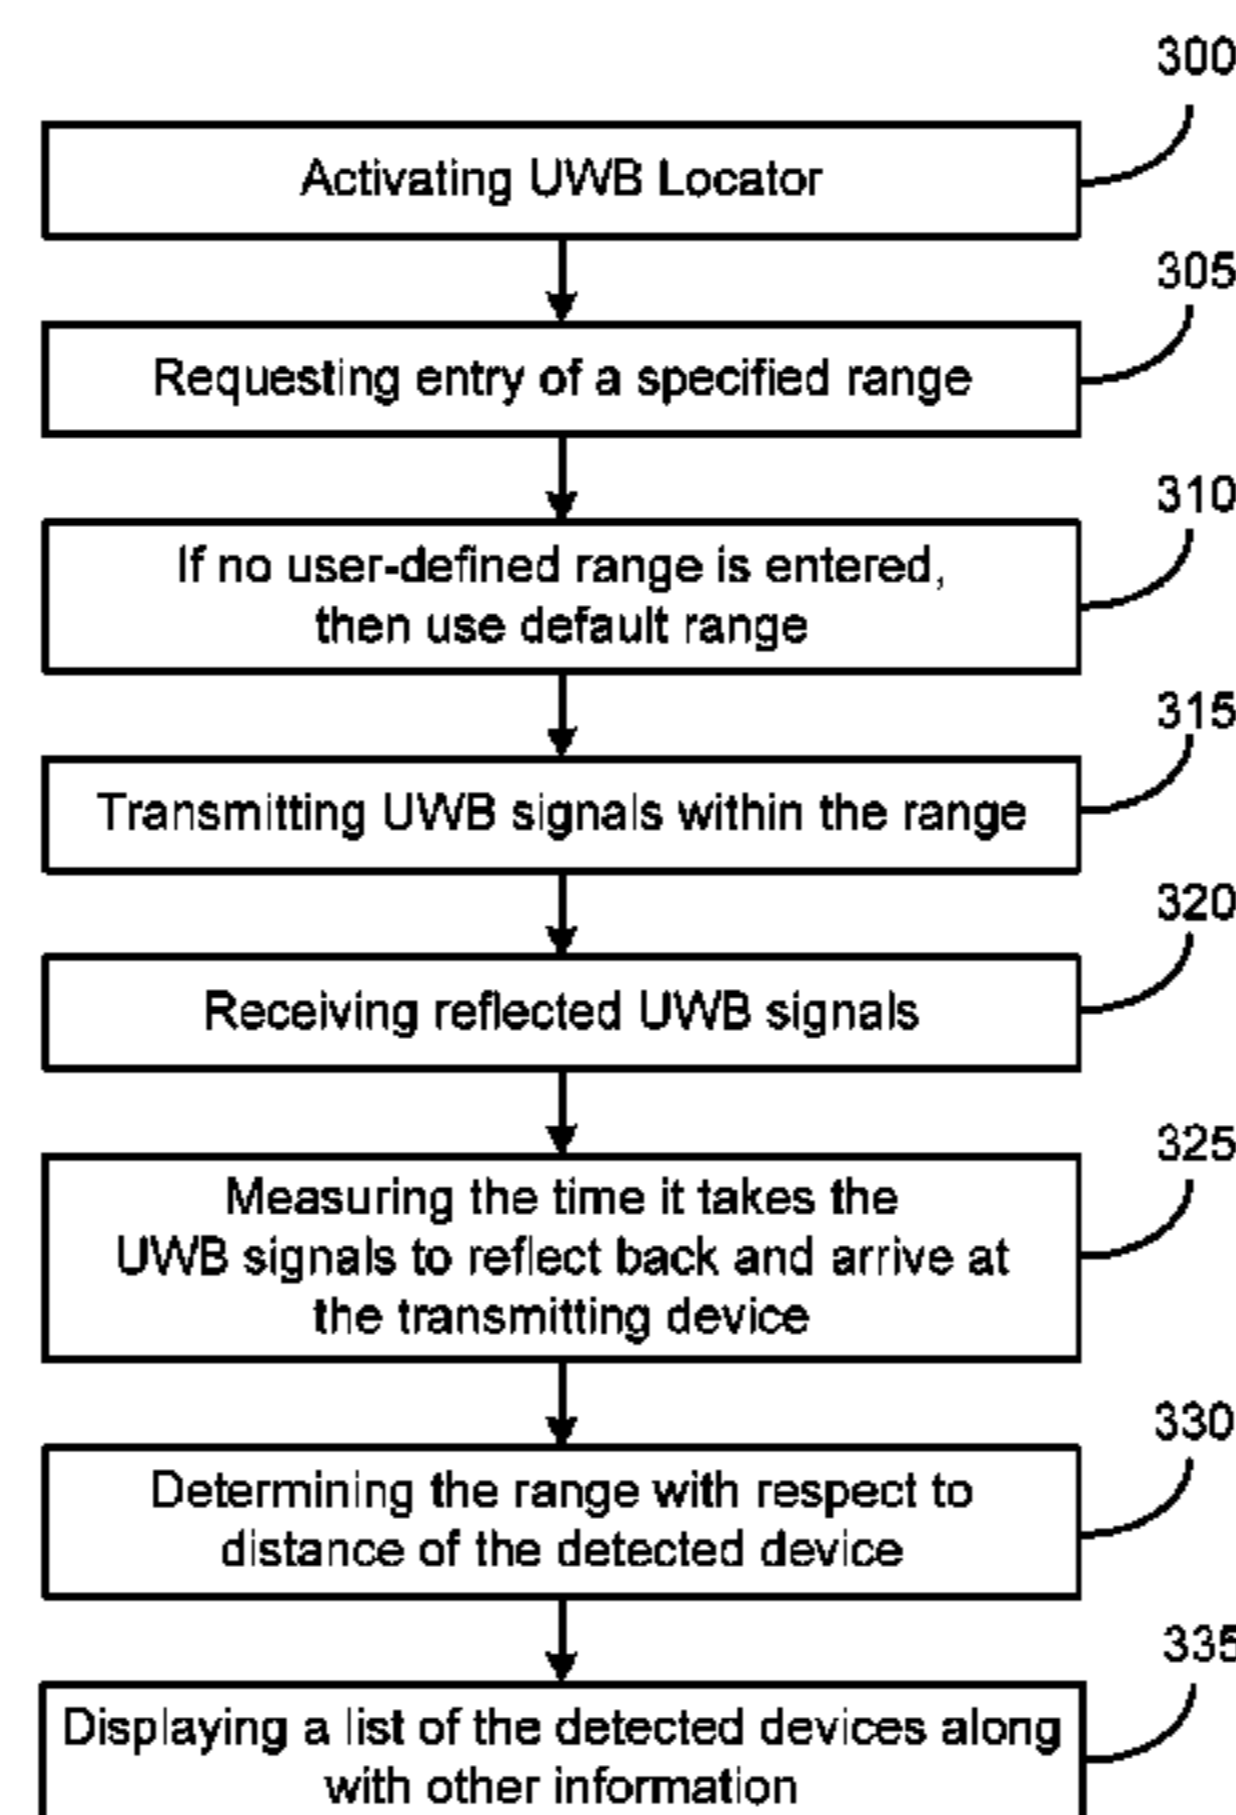 300
Activating UWB Locator
305
Requesting entry of a specified range
310
If no user-defined range is entered,
then use default range
315
Transmitting UWB signals within the range
320
Receiving reflected UWB signals
325
Measuring the time it takes the
UWB signals to reflect back and arrive at
the transmitting device
330
Determining the range with respect to
distance of the detected device
335
Displaying a list of the detected devices along
with other information